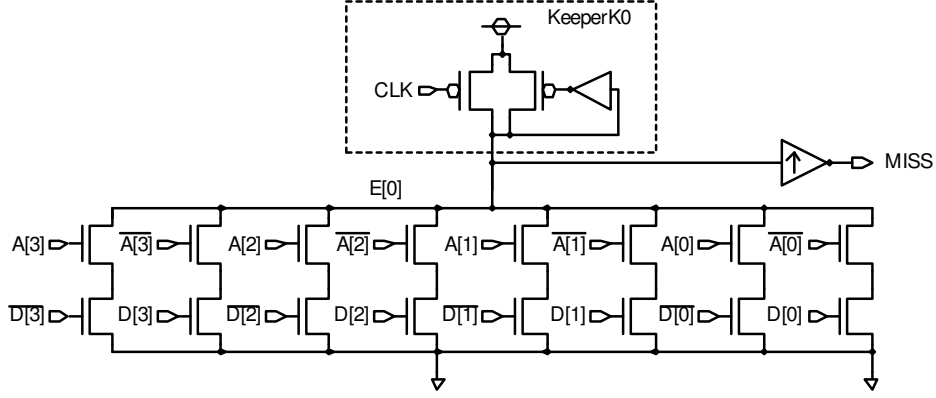 KeeperK0
CLK
MISS
E[0]
A[3] A̅[̅3̅]̅ A[2] A̅[̅2̅]̅ A[1] A̅[̅1̅]̅ A[0] A̅[̅0̅]̅
D̅[̅3̅]̅ D[3] D̅[̅2̅]̅ D[2] D̅[̅1̅]̅ D[1] D̅[̅0̅]̅ D[0]